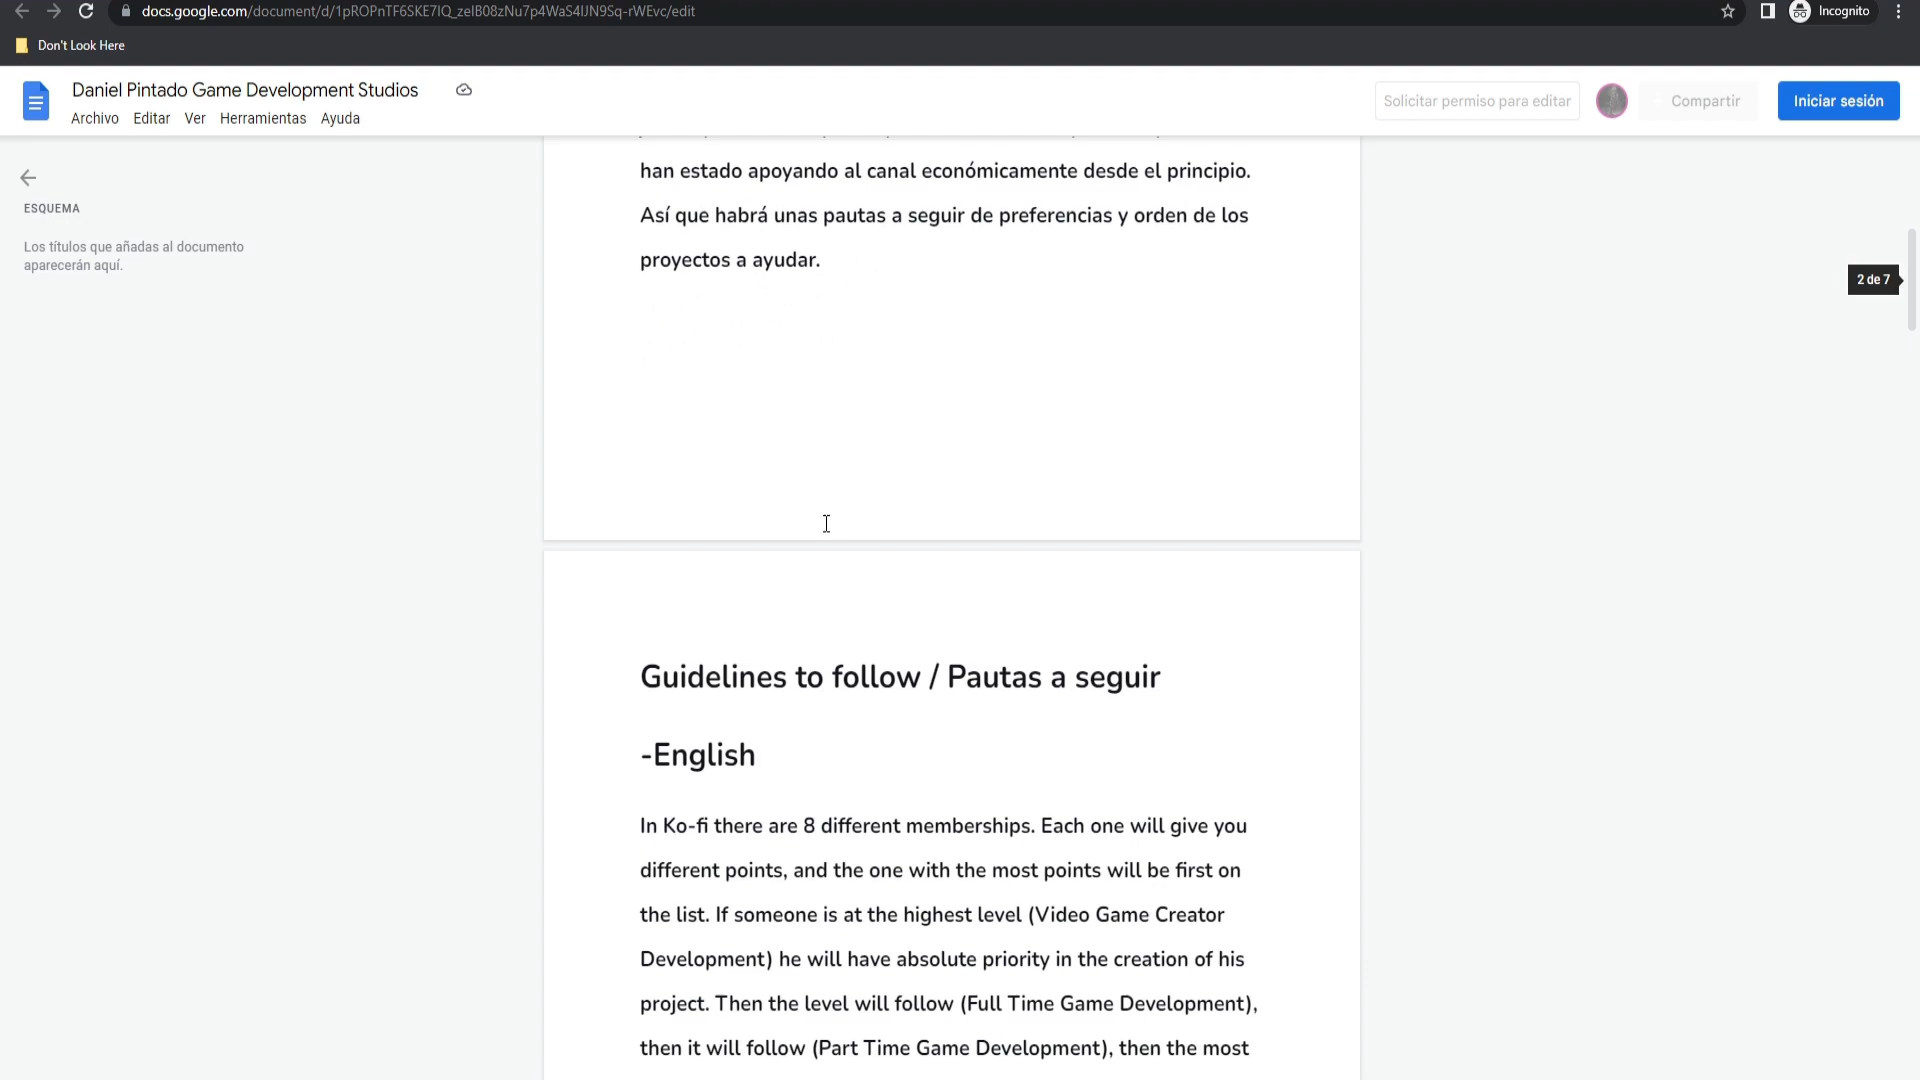 docs.google.com/document/d/1pROPnTF6SKE7IQ_zeIB08zNu7p4WaS4IJN9Sq-rWEvc/edit
Incognito
Don't Look Here
Daniel Pintado Game Development Studios
Archivo Editar Ver Herramientas Ayuda
Solicitar permiso para editar
Compartir
Iniciar sesión
ESQUEMA
Los títulos que añadas al documento
aparecerán aquí.
han estado apoyando al canal económicamente desde el principio.
Así que habrá unas pautas a seguir de preferencias y orden de los
proyectos a ayudar.
2 de 7
Guidelines to follow / Pautas a seguir
-English
In Ko-fi there are 8 different memberships. Each one will give you
different points, and the one with the most points will be first on
the list. If someone is at the highest level (Video Game Creator
Development) he will have absolute priority in the creation of his
project. Then the level will follow (Full Time Game Development),
then it will follow (Part Time Game Development), then the most